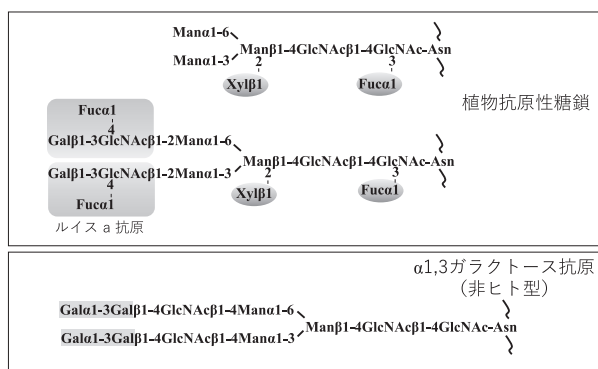 Manα1-6
Manβ1-4GlcNAcβ1-4GlcNAc-Asn
Manα1-3
2
3
Xylβ1
Fucα1
植物抗原性糖鎖
Fucα1
4
Galβ1-3GlcNAcβ1-2Manα1-6
Manβ1-4GlcNAcβ1-4GlcNAc-Asn
Galβ1-3GlcNAcβ1-2Manα1-3
4
2
3
Fucα1
Xylβ1
Fucα1
ルイス a 抗原
α1,3ガラクトース抗原
（非ヒト型）
Galα1-3Galβ1-4GlcNAcβ1-4Manα1-6
Manβ1-4GlcNAcβ1-4GlcNAc-Asn
Galα1-3Galβ1-4GlcNAcβ1-4Manα1-3